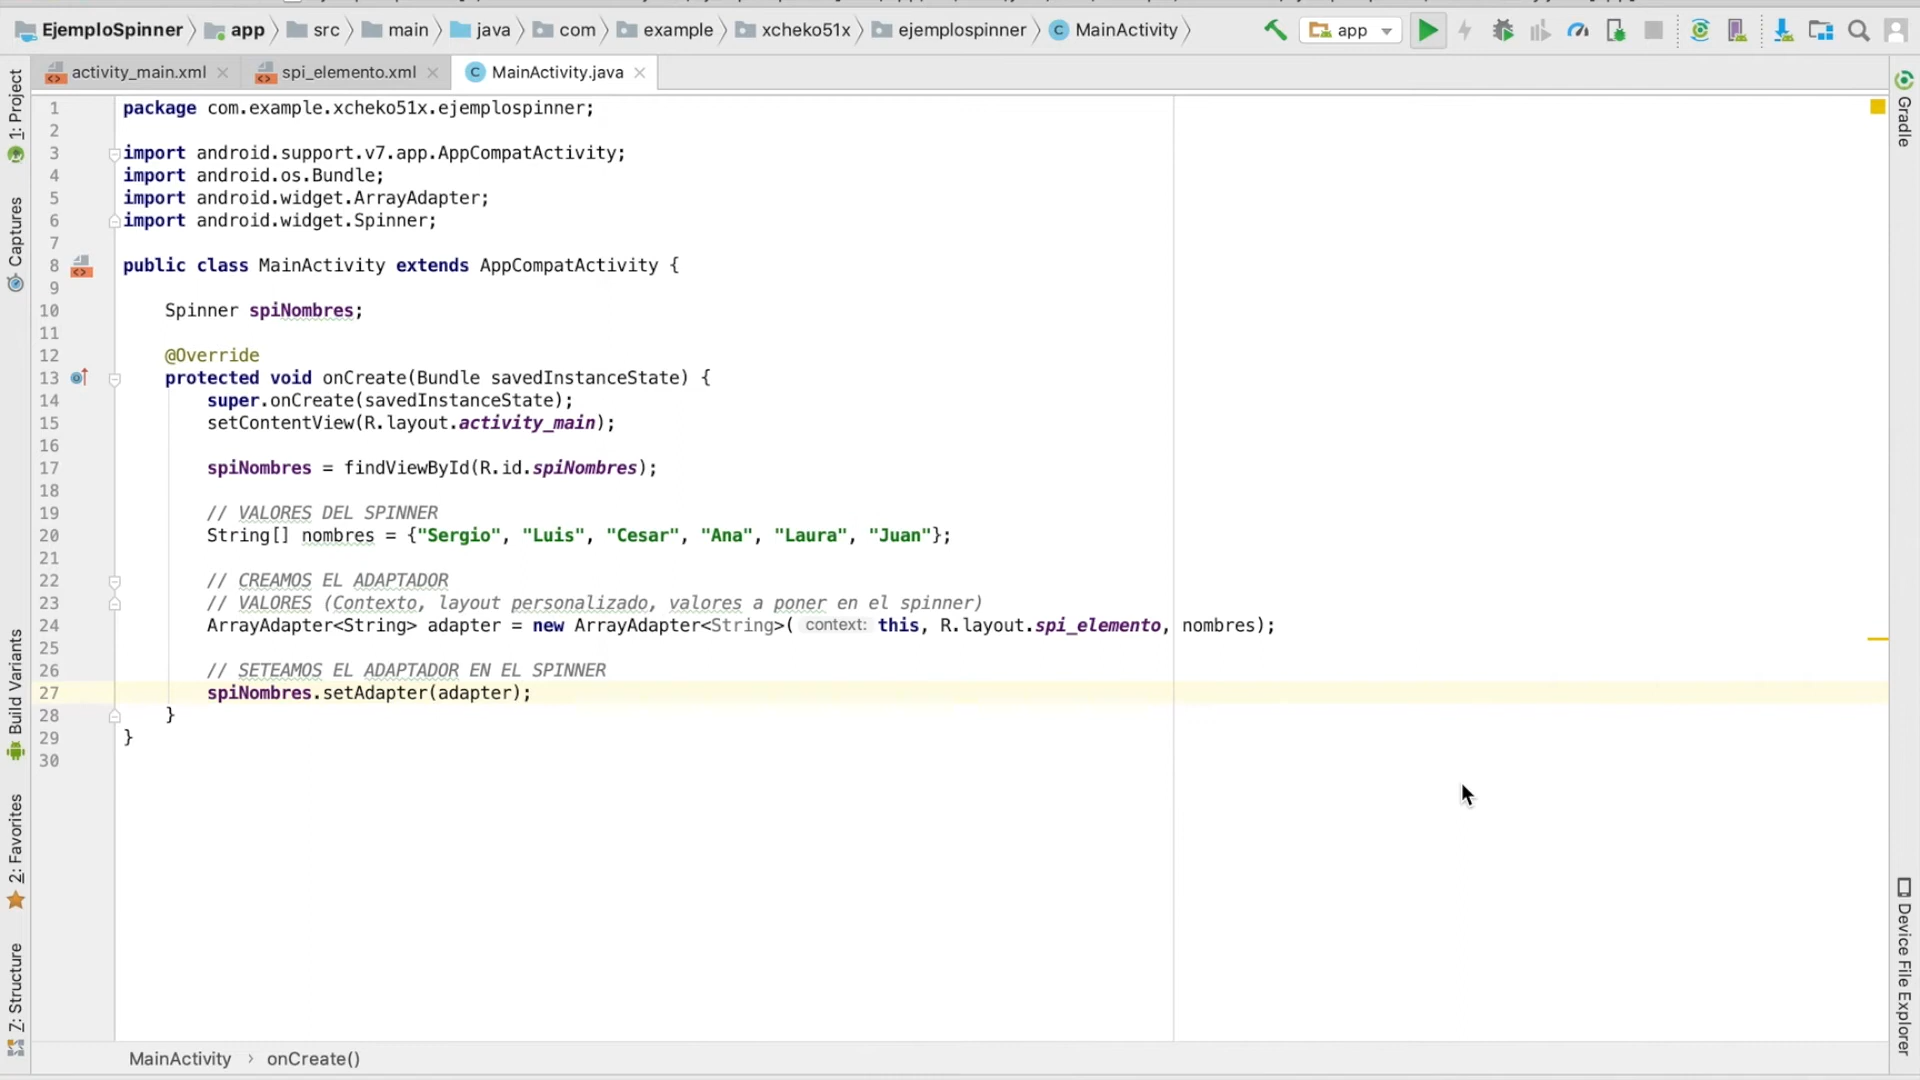 EjemploSpinner app src main java com example xcheko51x ejemplospinner MainActivity app
activity_main.xml spi_elemento.xml MainActivity.java
1 package com.example.xcheko51x.ejemplospinner;
2
3 import android.support.v7.app.AppCompatActivity;
4 import android.os.Bundle;
5 import android.widget.ArrayAdapter;
6 import android.widget.Spinner;
7
8 public class MainActivity extends AppCompatActivity {
9
10 Spinner spiNombres;
11
12 @Override
13 protected void onCreate(Bundle savedInstanceState) {
14 super.onCreate(savedInstanceState);
15 setContentView(R.layout.activity_main);
16
17 spiNombres = findViewById(R.id.spiNombres);
18
19 // VALORES DEL SPINNER
20 String[] nombres = {"Sergio", "Luis", "Cesar", "Ana", "Laura", "Juan"};
21
22 // CREAMOS EL ADAPTADOR
23 // VALORES (Contexto, layout personalizado, valores a poner en el spinner)
24 ArrayAdapter<String> adapter = new ArrayAdapter<String>( context: this, R.layout.spi_elemento, nombres);
25
26 // SETEAMOS EL ADAPTADOR EN EL SPINNER
27 spiNombres.setAdapter(adapter);
28 }
29 }
30
MainActivity › onCreate()
1: Project
Captures
Build Variants
2: Favorites
Z: Structure
Gradle
Device File Explorer